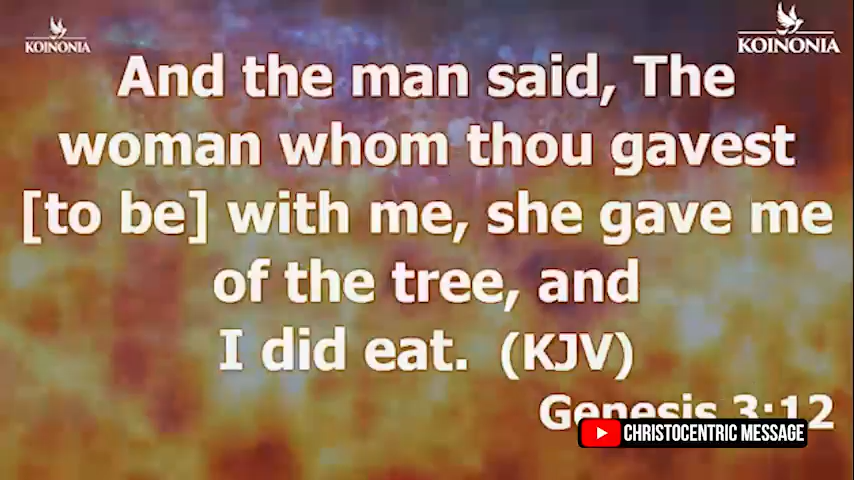 KOINONIA
KOINONIA
And the man said, The
woman whom thou gavest
[to be] with me, she gave me
of the tree, and
I did eat. (KJV)
Genesis 3:12
CHRISTOCENTRIC MESSAGE